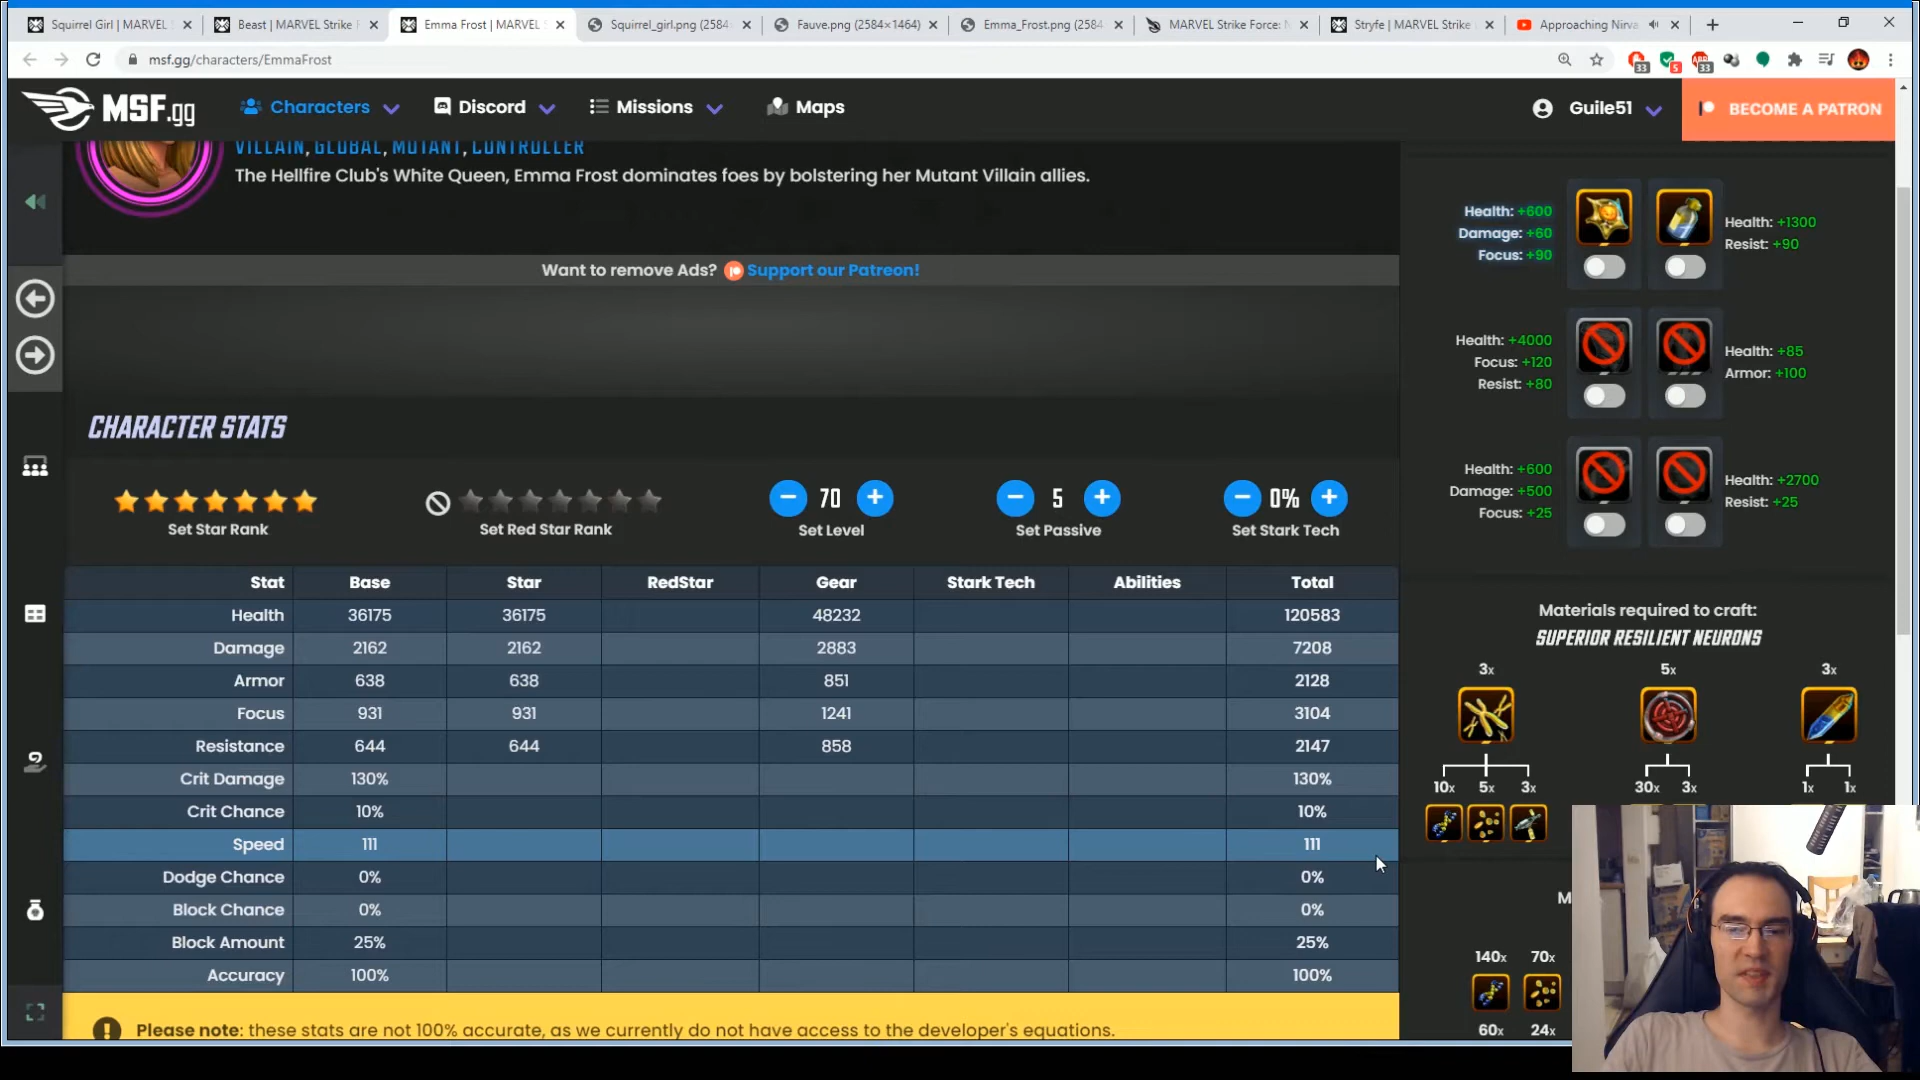 Squirrel Girl | MARVEL
Beast | MARVEL Strike F
Emma Frost | MARVEL S
Squirrel_girl.png (2584
Fauve.png (2584×1464)
Emma_Frost.png (2584
MARVEL Strike Force: N
Stryfe | MARVEL Strike
Approaching Nirva
msf.gg/characters/EmmaFrost
33
5
33
MSF.gg
Characters
Discord
Missions
Maps
Guile51
BECOME A PATRON
VILLAIN, GLOBAL, MUTANT, CONTROLLER
The Hellfire Club's White Queen, Emma Frost dominates foes by bolstering her Mutant Villain allies.
Want to remove Ads? Support our Patreon!
CHARACTER STATS
Set Star Rank
Set Red Star Rank
70
Set Level
5
Set Passive
0%
Set Stark Tech
Stat Base Star RedStar Gear Stark Tech Abilities Total
Health 36175 36175 48232 120583
Damage 2162 2162 2883 7208
Armor 638 638 851 2128
Focus 931 931 1241 3104
Resistance 644 644 858 2147
Crit Damage 130% 130%
Crit Chance 10% 10%
Speed 111 111
Dodge Chance 0% 0%
Block Chance 0% 0%
Block Amount 25% 25%
Accuracy 100% 100%
Please note: these stats are not 100% accurate, as we currently do not have access to the developer's equations.
Health: +600
Damage: +60
Focus: +90
Health: +1300
Resist: +90
Health: +4000
Focus: +120
Resist: +80
Health: +85
Armor: +100
Health: +600
Damage: +500
Focus: +25
Health: +2700
Resist: +25
Materials required to craft:
SUPERIOR RESILIENT NEURONS
3x 5x 3x
10x 5x 3x 30x 3x 1x 1x
M
140x 70x
60x 24x